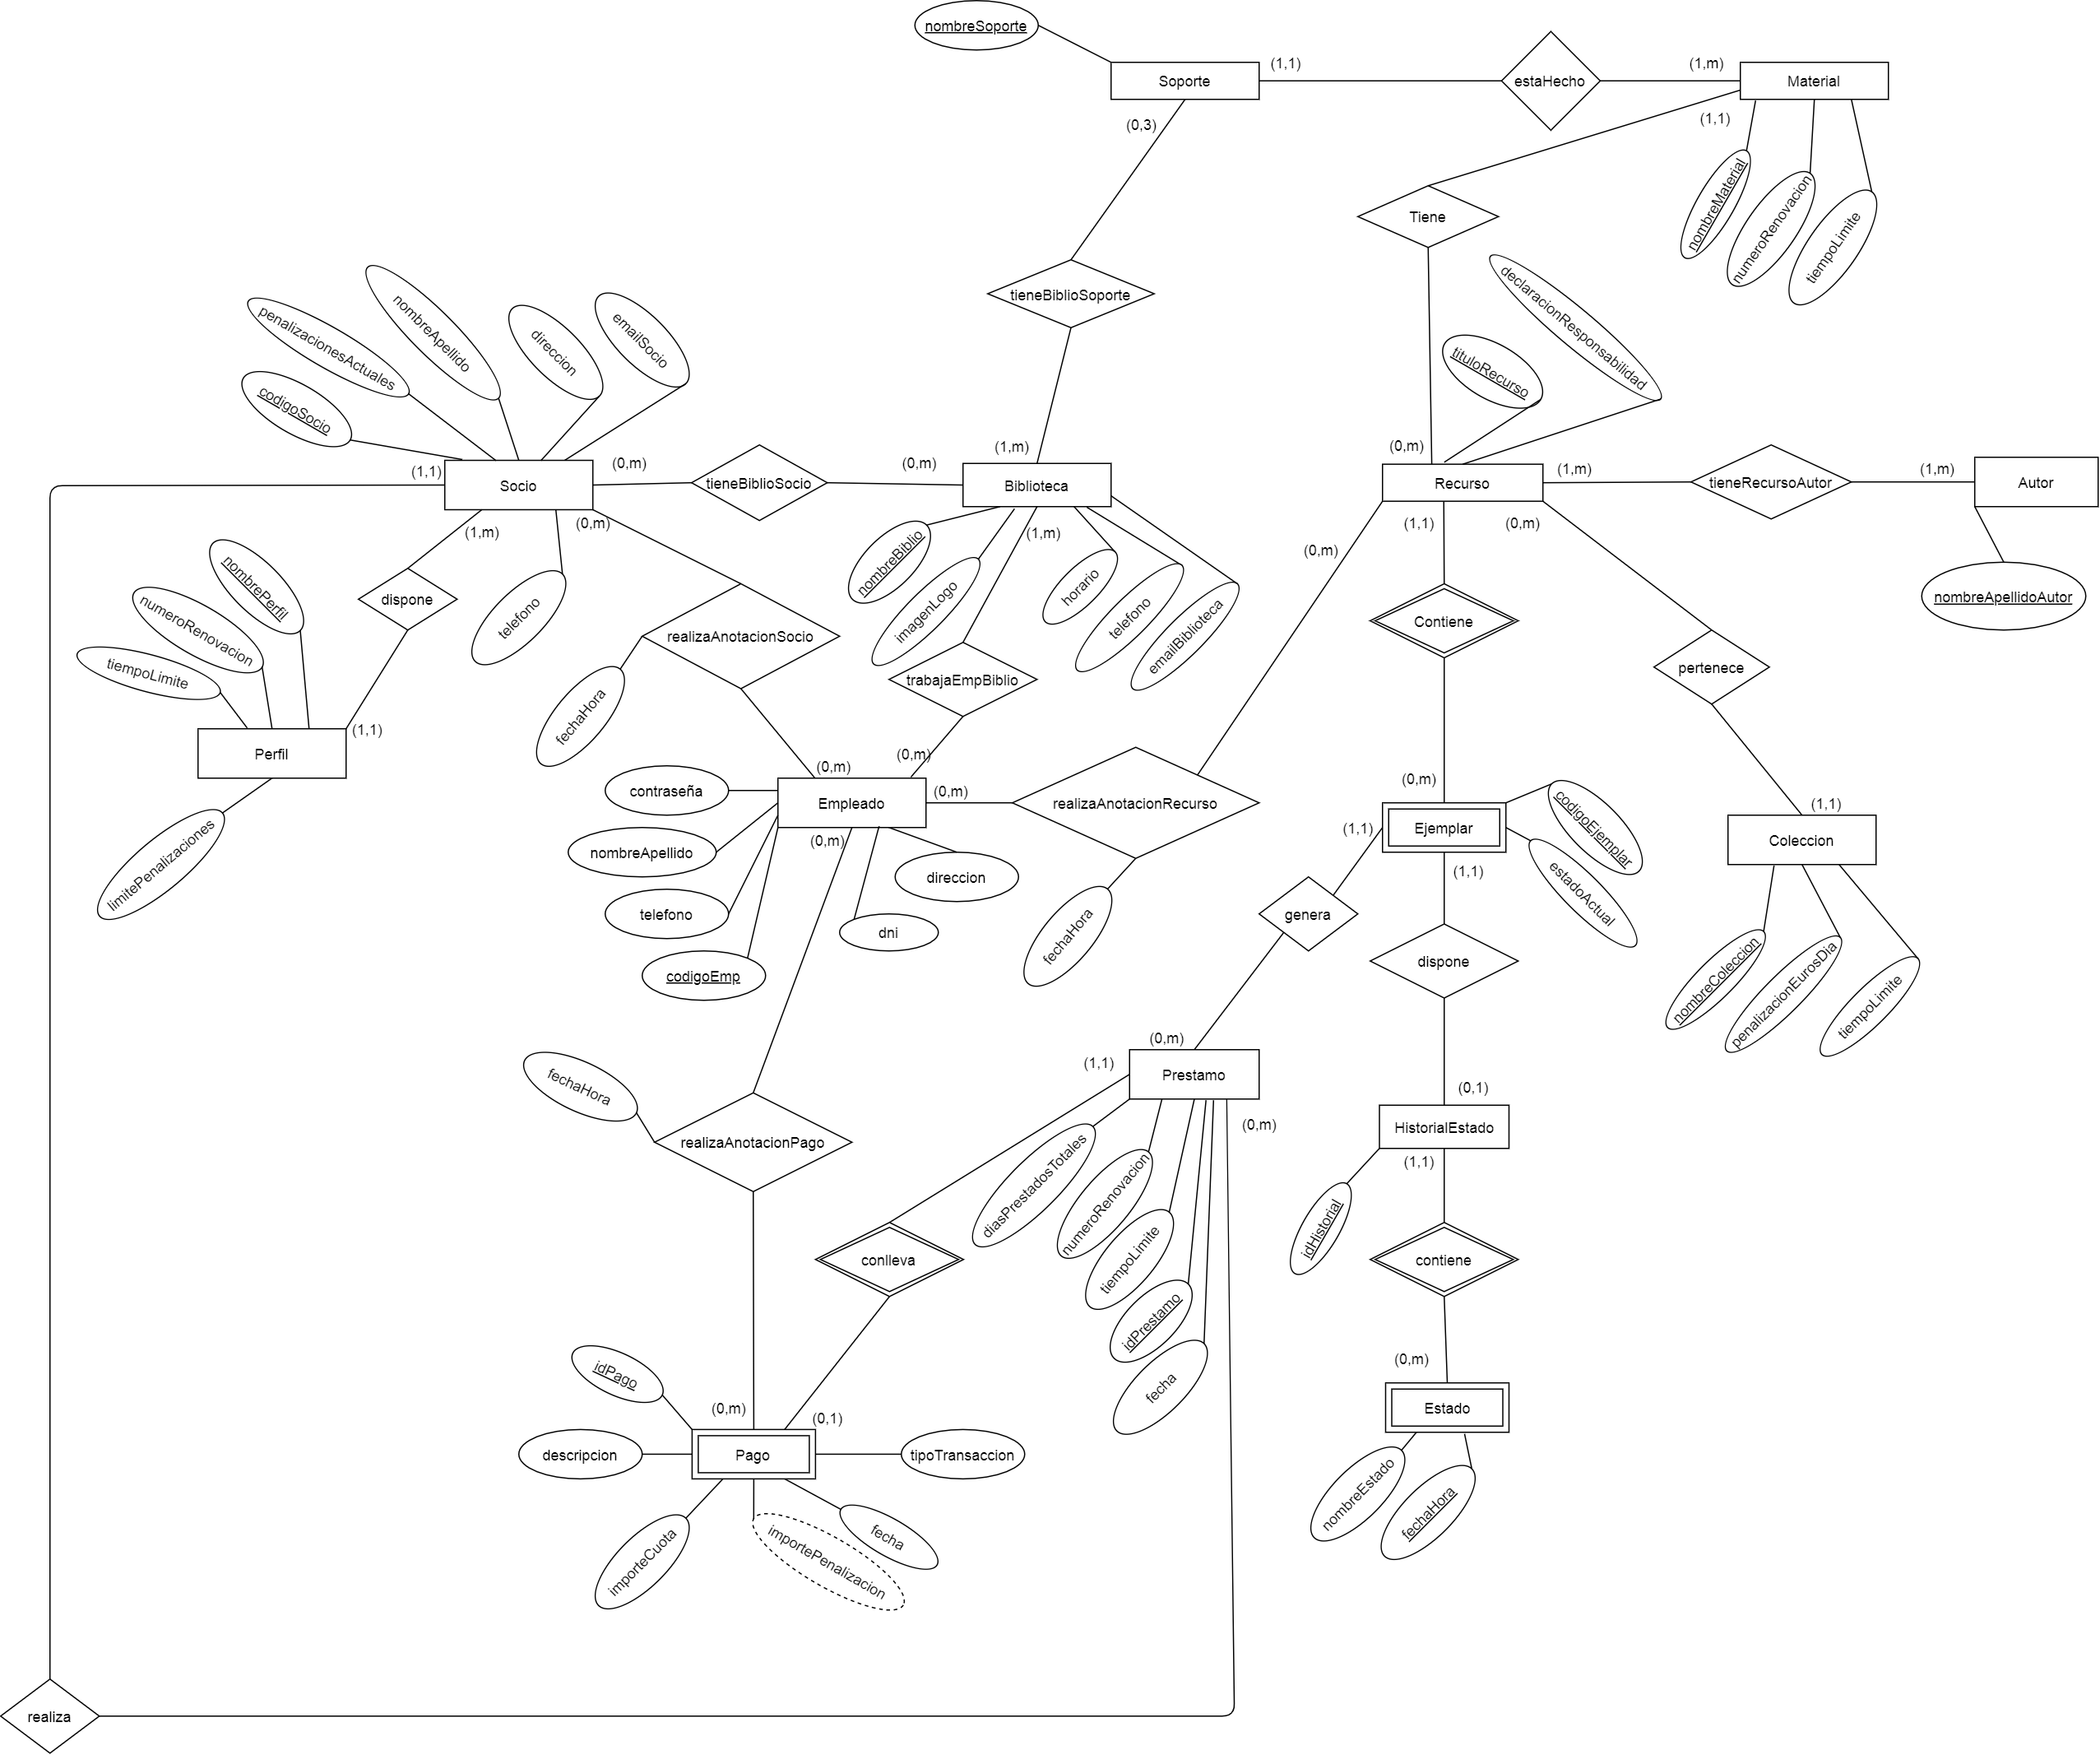 nombreSoporte
Soporte
(1,1)
estaHecho
(1,m)
Material
(0,3)
(1,1)
nombreMaterial
numeroRenovacion
tiempoLimite
Tiene
tieneBiblioSoporte
declaracionResponsabilidad
tituloRecurso
penalizacionesActuales
nombreApellido
direccion
emailSocio
codigoSocio
(1,1)
Socio
(0,m)
tieneBiblioSocio
(0,m)
(1,m)
Biblioteca
(0,m)
Recurso
(1,m)
tieneRecursoAutor
(1,m)
Autor
(1,m)
(0,m)
(1,m)
(0,m)
(1,1)
(0,m)
nombreApellidoAutor
nombrePerfil
numeroRenovacion
tiempoLimite
dispone
telefono
realizaAnotacionSocio
fechaHora
nombreBiblio
imagenLogo
horario
telefono
emailBiblioteca
trabajaEmpBiblio
Contiene
pertenece
Perfil
(1,1)
limitePenalizaciones
(0,m)
(0,m)
contraseña
Empleado
(0,m)
realizaAnotacionRecurso
(0,m)
nombreApellido
telefono
codigoEmp
(0,m)
dni
direccion
fechaHora
(1,1)
Ejemplar
codigoEjemplar
estadoActual
(1,1)
(1,1)
Coleccion
nombreColeccion
penalizacionEurosDia
tiempoLimite
genera
dispone
(0,m)
(1,1)
Prestamo
(0,m)
(0,1)
HistorialEstado
(1,1)
idHistorial
fechaHora
realizaAnotacionPago
diasPrestadosTotales
numeroRenovacion
tiempoLimite
idPrestamo
fecha
conlleva
contiene
(0,m)
Estado
nombreEstado
fechaHora
idPago
(0,m)
(0,1)
descripcion
Pago
tipoTransaccion
importeCuota
importePenalizacion
fecha
realiza